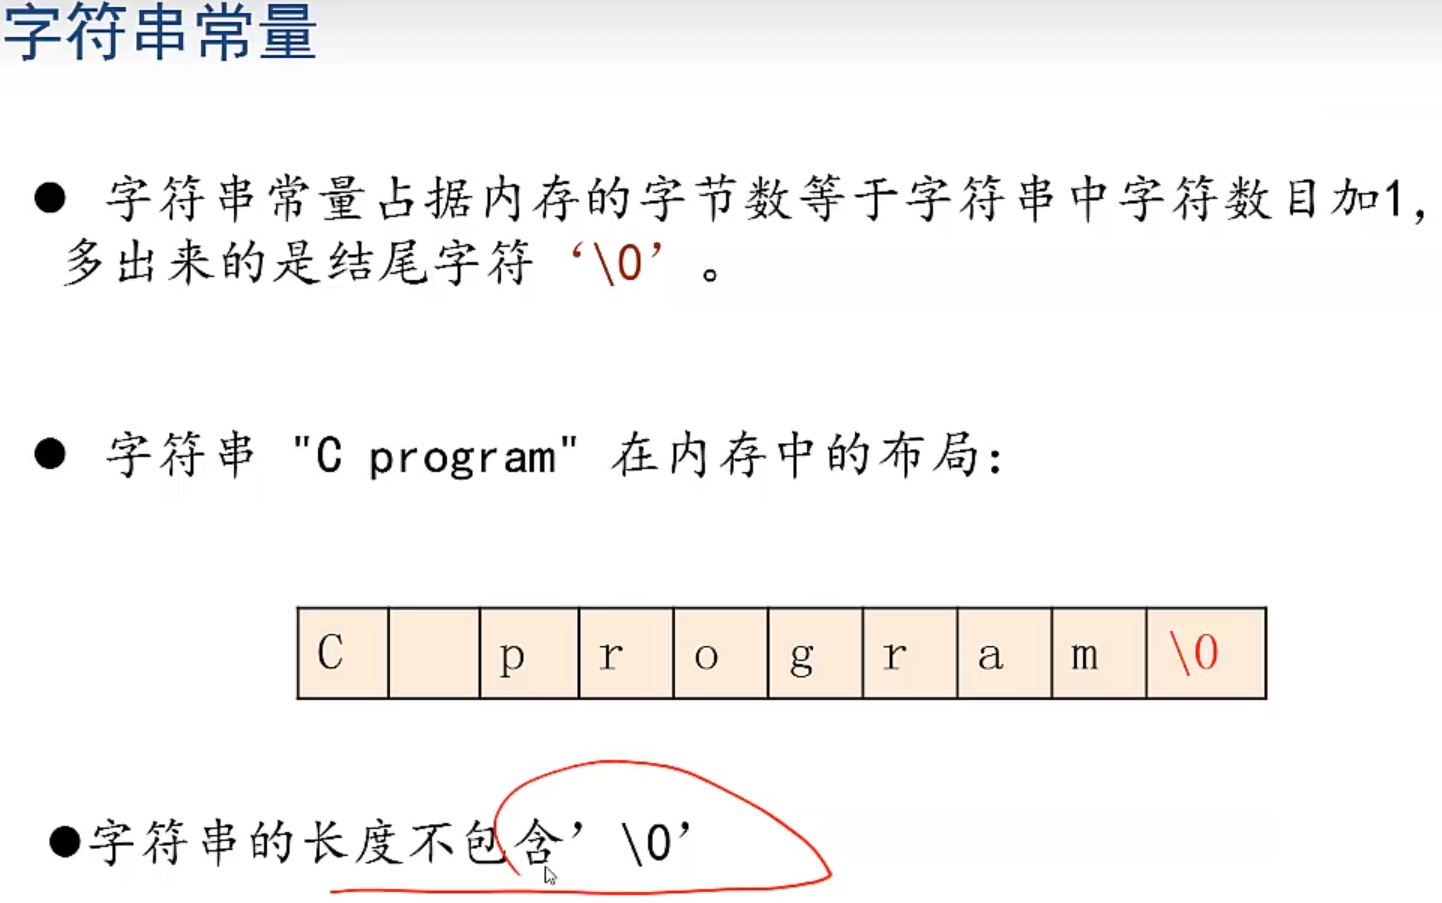 字符串常量
● 字符串常量占据内存的字节数等于字符串中字符数目加1，
多出来的是结尾字符‘\0’。
● 字符串 "C program" 在内存中的布局：
C p r o g r a m \0
●字符串的长度不包含’\0’